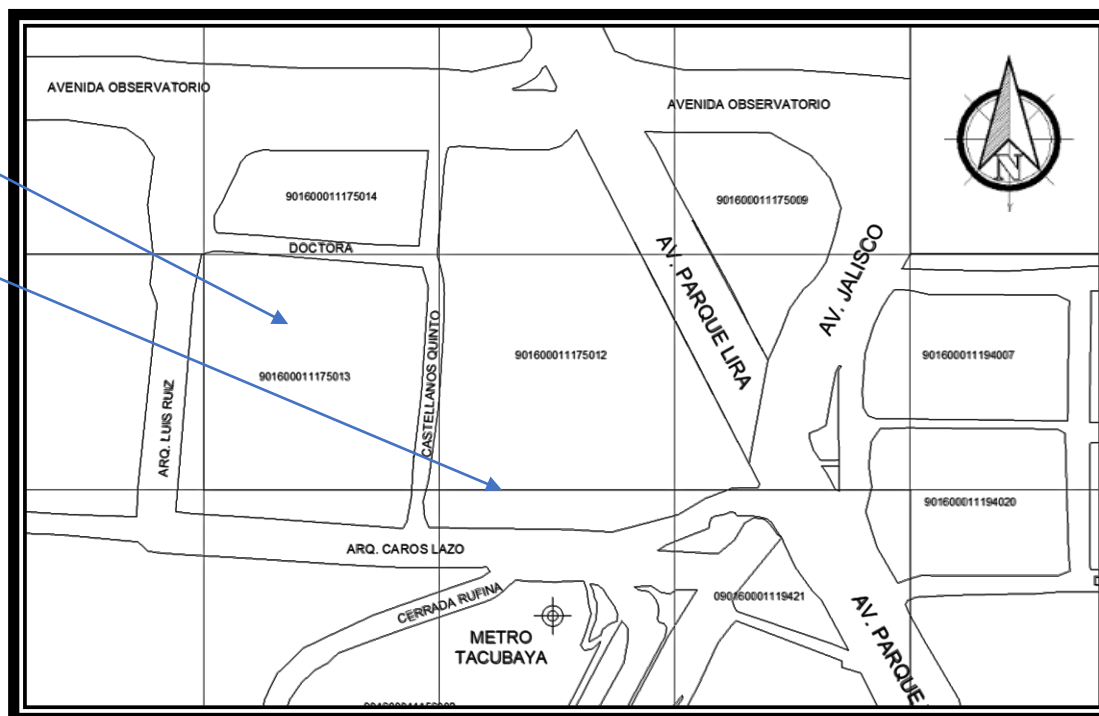 AVENIDA OBSERVATORIO
AVENIDA OBSERVATORIO
901600011175014
901600011175009
DOCTORA
AV. PARQUE LIRA
AV. JALISCO
N
901600011175012
901600011194007
901600011175013
CASTELLANOS QUINTO
ARQ. LUIS RUIZ
901600011194020
ARQ. CAROS LAZO
CERRADA RUFINA
0901600001119421
METRO
TACUBAYA
AV. PARQUE